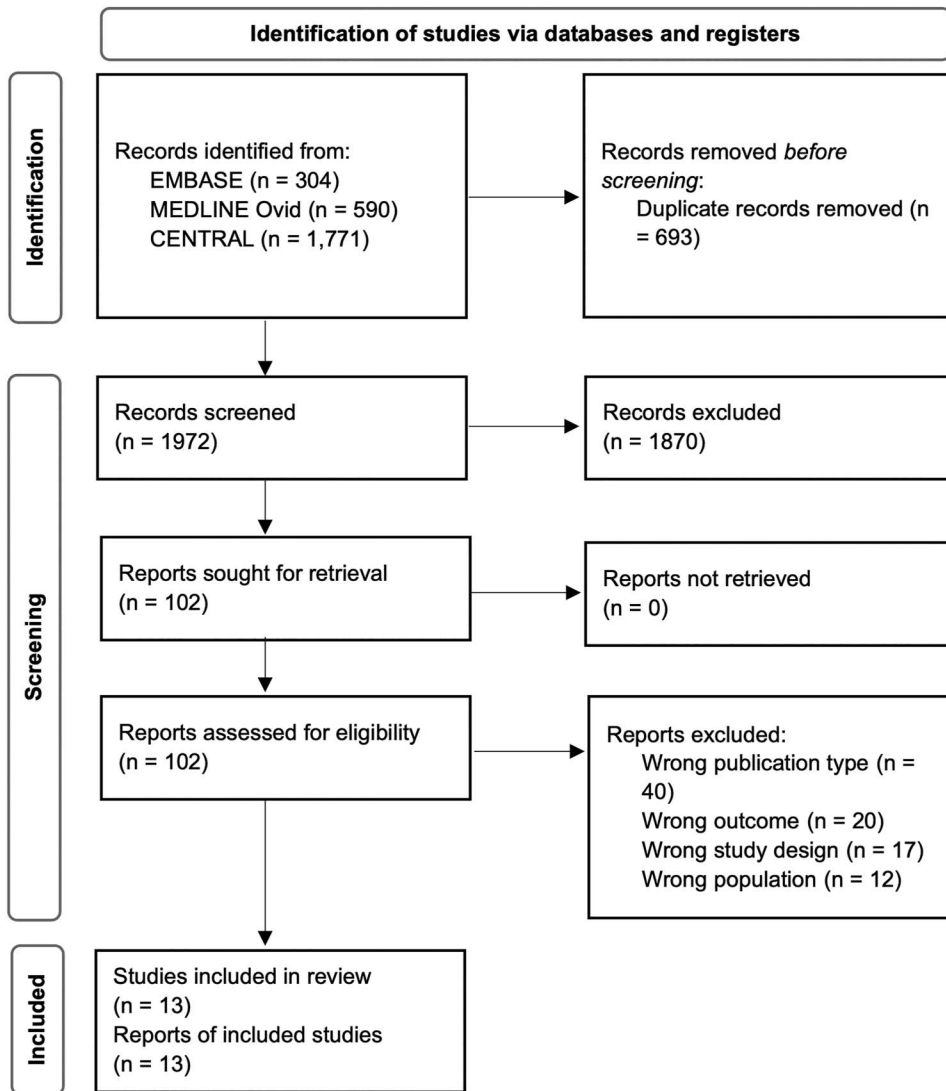 Identification of studies via databases and registers
Identification
Records identified from:
EMBASE (n = 304)
MEDLINE Ovid (n = 590)
CENTRAL (n = 1,771)
Records removed before
screening:
Duplicate records removed (n
= 693)
Screening
Records screened
(n = 1972)
Records excluded
(n = 1870)
Reports sought for retrieval
(n = 102)
Reports not retrieved
(n = 0)
Reports assessed for eligibility
(n = 102)
Reports excluded:
Wrong publication type (n =
40)
Wrong outcome (n = 20)
Wrong study design (n = 17)
Wrong population (n = 12)
Included
Studies included in review
(n = 13)
Reports of included studies
(n = 13)